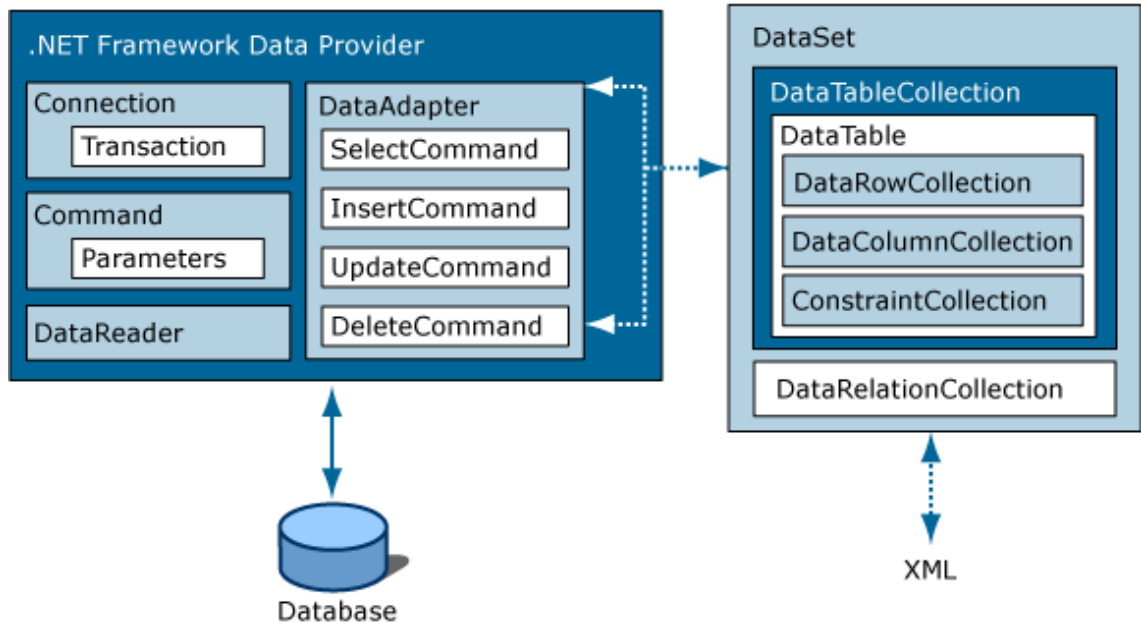 .NET Framework Data Provider
Connection
Transaction
Command
Parameters
DataReader
DataAdapter
SelectCommand
InsertCommand
UpdateCommand
DeleteCommand
Database
DataSet
DataTableCollection
DataTable
DataRowCollection
DataColumnCollection
ConstraintCollection
DataRelationCollection
XML